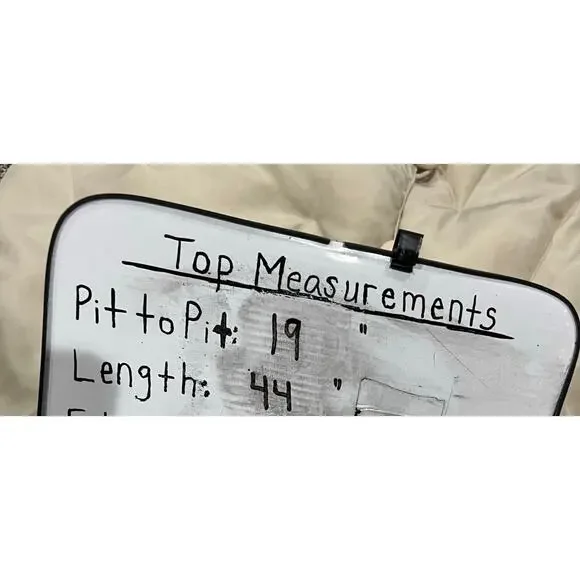 Top Measurements
Pit to Pit: 19 "
Length: 44 "